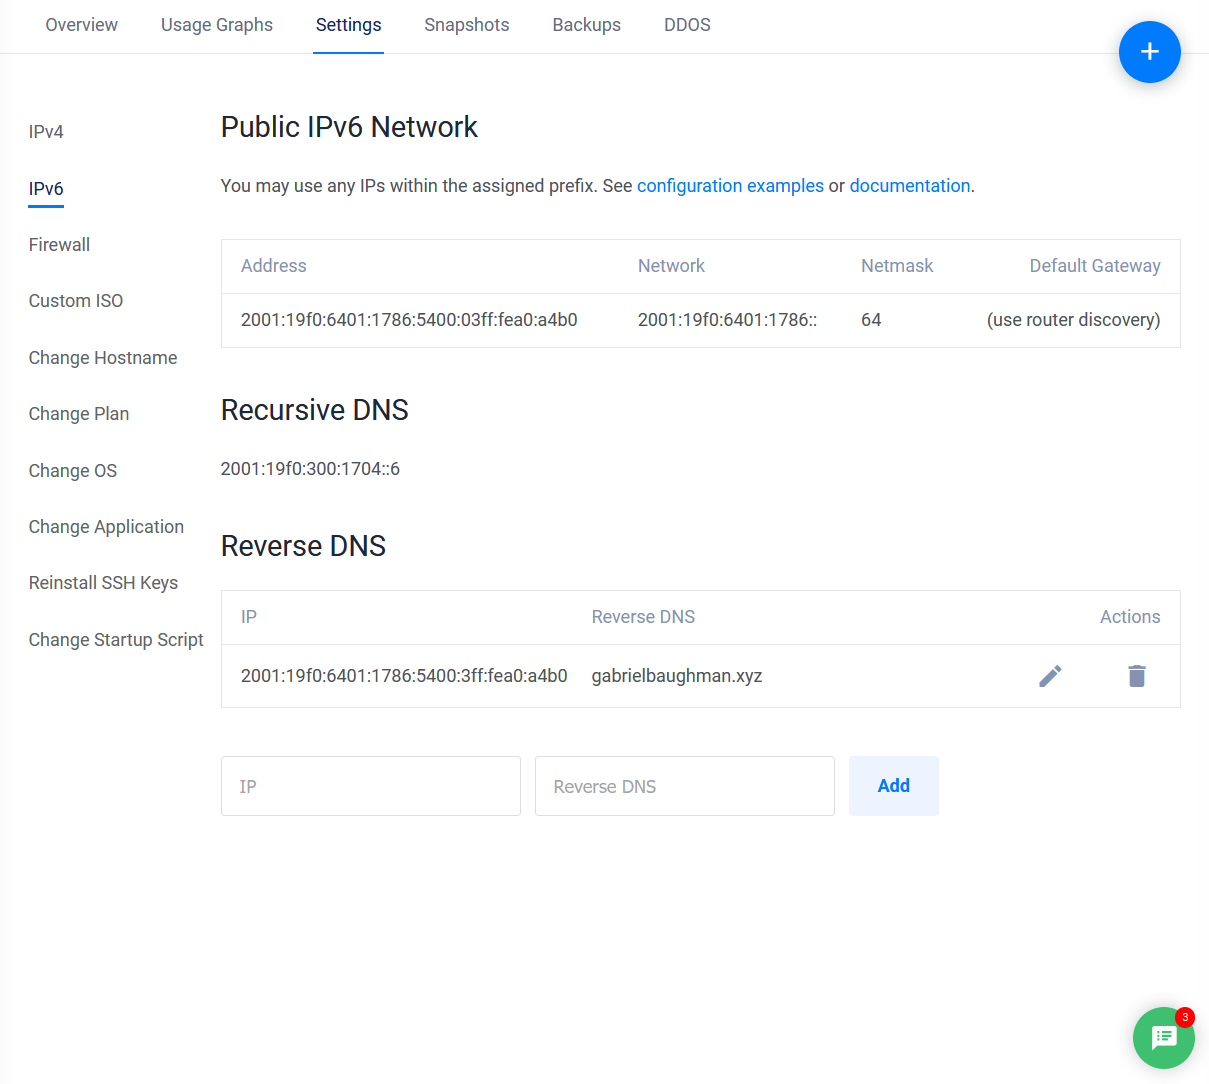 Overview Usage Graphs Settings Snapshots Backups DDOS
+
IPv4
IPv6
Firewall
Custom ISO
Change Hostname
Change Plan
Change OS
Change Application
Reinstall SSH Keys
Change Startup Script
Public IPv6 Network
You may use any IPs within the assigned prefix. See configuration examples or documentation.
Address Network Netmask Default Gateway
2001:19f0:6401:1786:5400:03ff:fea0:a4b0 2001:19f0:6401:1786:: 64 (use router discovery)
Recursive DNS
2001:19f0:300:1704::6
Reverse DNS
IP Reverse DNS Actions
2001:19f0:6401:1786:5400:3ff:fea0:a4b0 gabrielbaughman.xyz
IP Reverse DNS Add
3